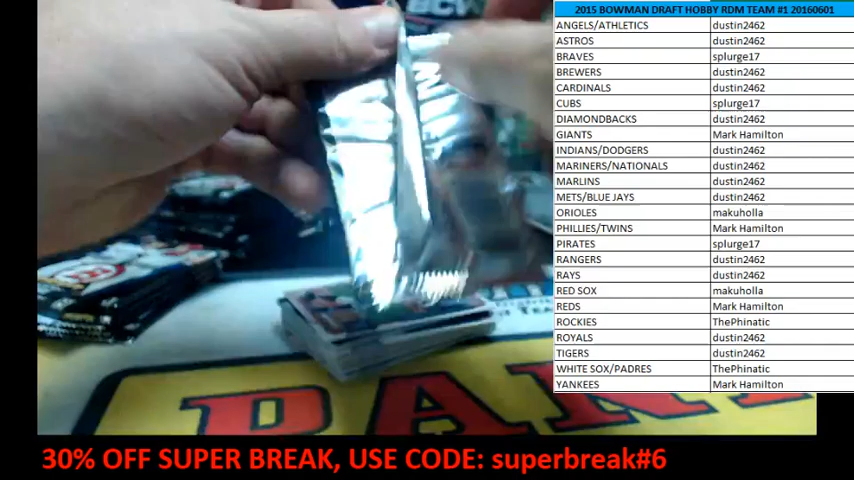 2015 BOWMAN DRAFT HOBBY RDM TEAM #1 20160601
ANGELS/ATHLETICS dustin2462
ASTROS dustin2462
BRAVES splurge17
BREWERS dustin2462
CARDINALS dustin2462
CUBS splurge17
DIAMONDBACKS dustin2462
GIANTS Mark Hamilton
INDIANS/DODGERS dustin2462
MARINERS/NATIONALS dustin2462
MARLINS dustin2462
METS/BLUE JAYS dustin2462
ORIOLES makuholla
PHILLIES/TWINS Mark Hamilton
PIRATES splurge17
RANGERS dustin2462
RAYS dustin2462
RED SOX makuholla
REDS Mark Hamilton
ROCKIES ThePhinatic
ROYALS dustin2462
TIGERS dustin2462
WHITE SOX/PADRES ThePhinatic
YANKEES Mark Hamilton
PANI
30% OFF SUPER BREAK, USE CODE: superbreak#6